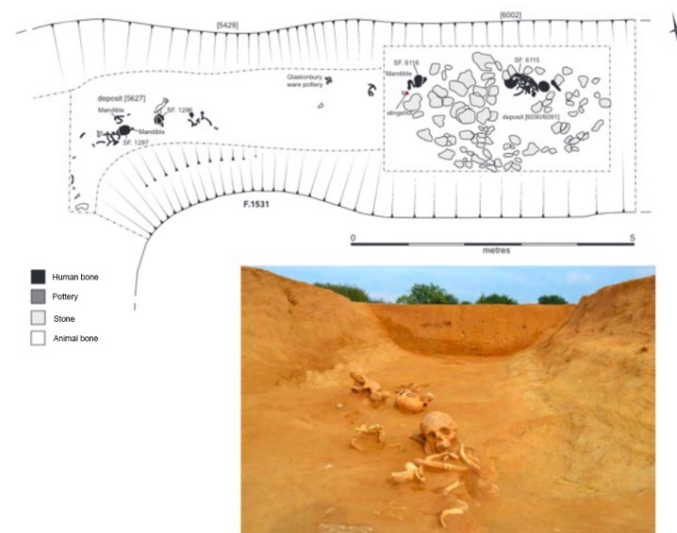 [5429]
[6002]
SF. 6116
Mandible
SF. 6115
Glastonbury
ware pottery
deposit [5627]
SF. 1296
Mandible
Mandible
SF. 1297
deposit [6090/6091]
F.1531
0 5
metres
Human bone
Pottery
Stone
Animal bone